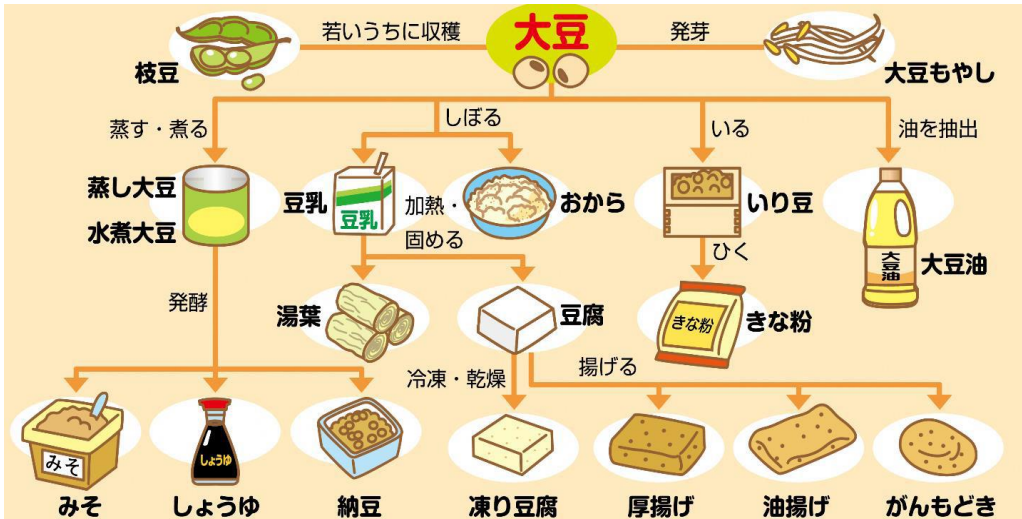 大豆
若いうちに収穫
発芽
枝豆
大豆もやし
蒸す・煮る
しぼる
いる
油を抽出
蒸し大豆
水煮大豆
豆乳
豆乳
加熱・
固める
おから
いり豆
大豆油
大豆油
ひく
発酵
湯葉
豆腐
きな粉
きな粉
冷凍・乾燥
揚げる
みそ
しょうゆ
みそ
しょうゆ
納豆
凍り豆腐
厚揚げ
油揚げ
がんもどき